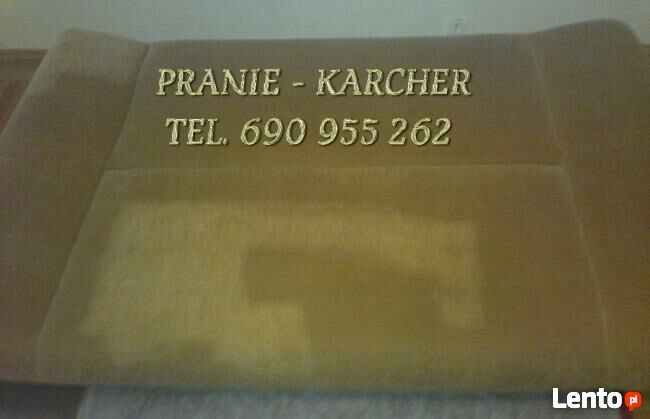 PRANIE - KARCHER
TEL. 690 955 262
Lento pl